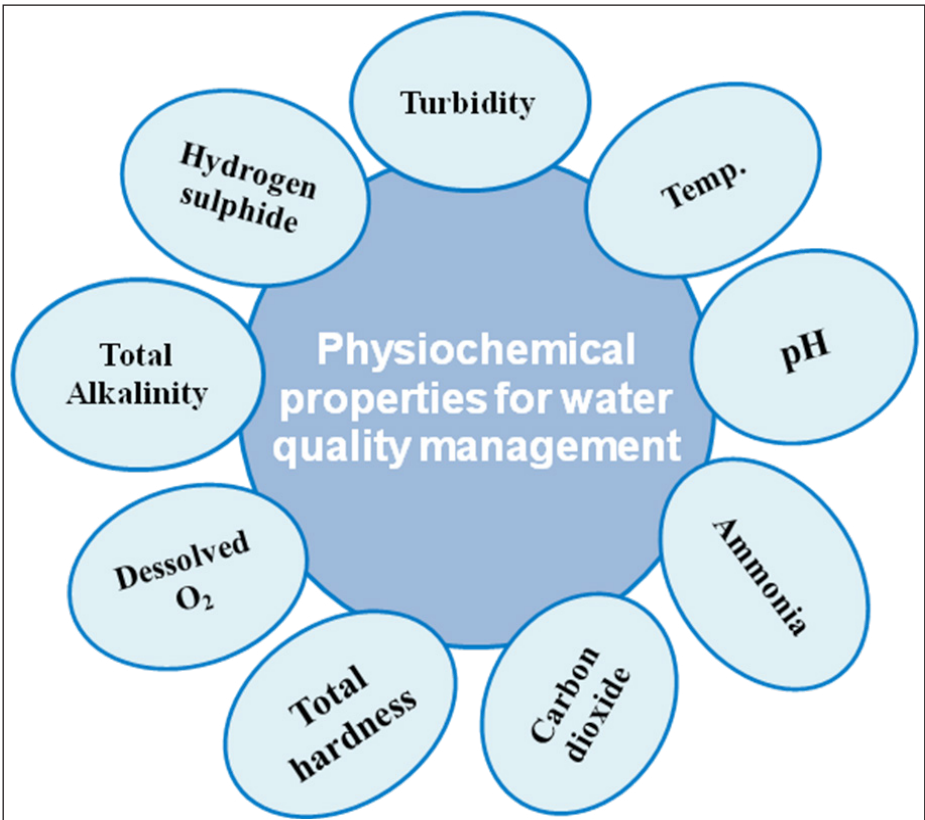 Turbidity
Temp.
pH
Ammonia
Carbon
dioxide
Total
hardness
Dessolved
O₂
Total
Alkalinity
Hydrogen
sulphide
Physiochemical
properties for water
quality management